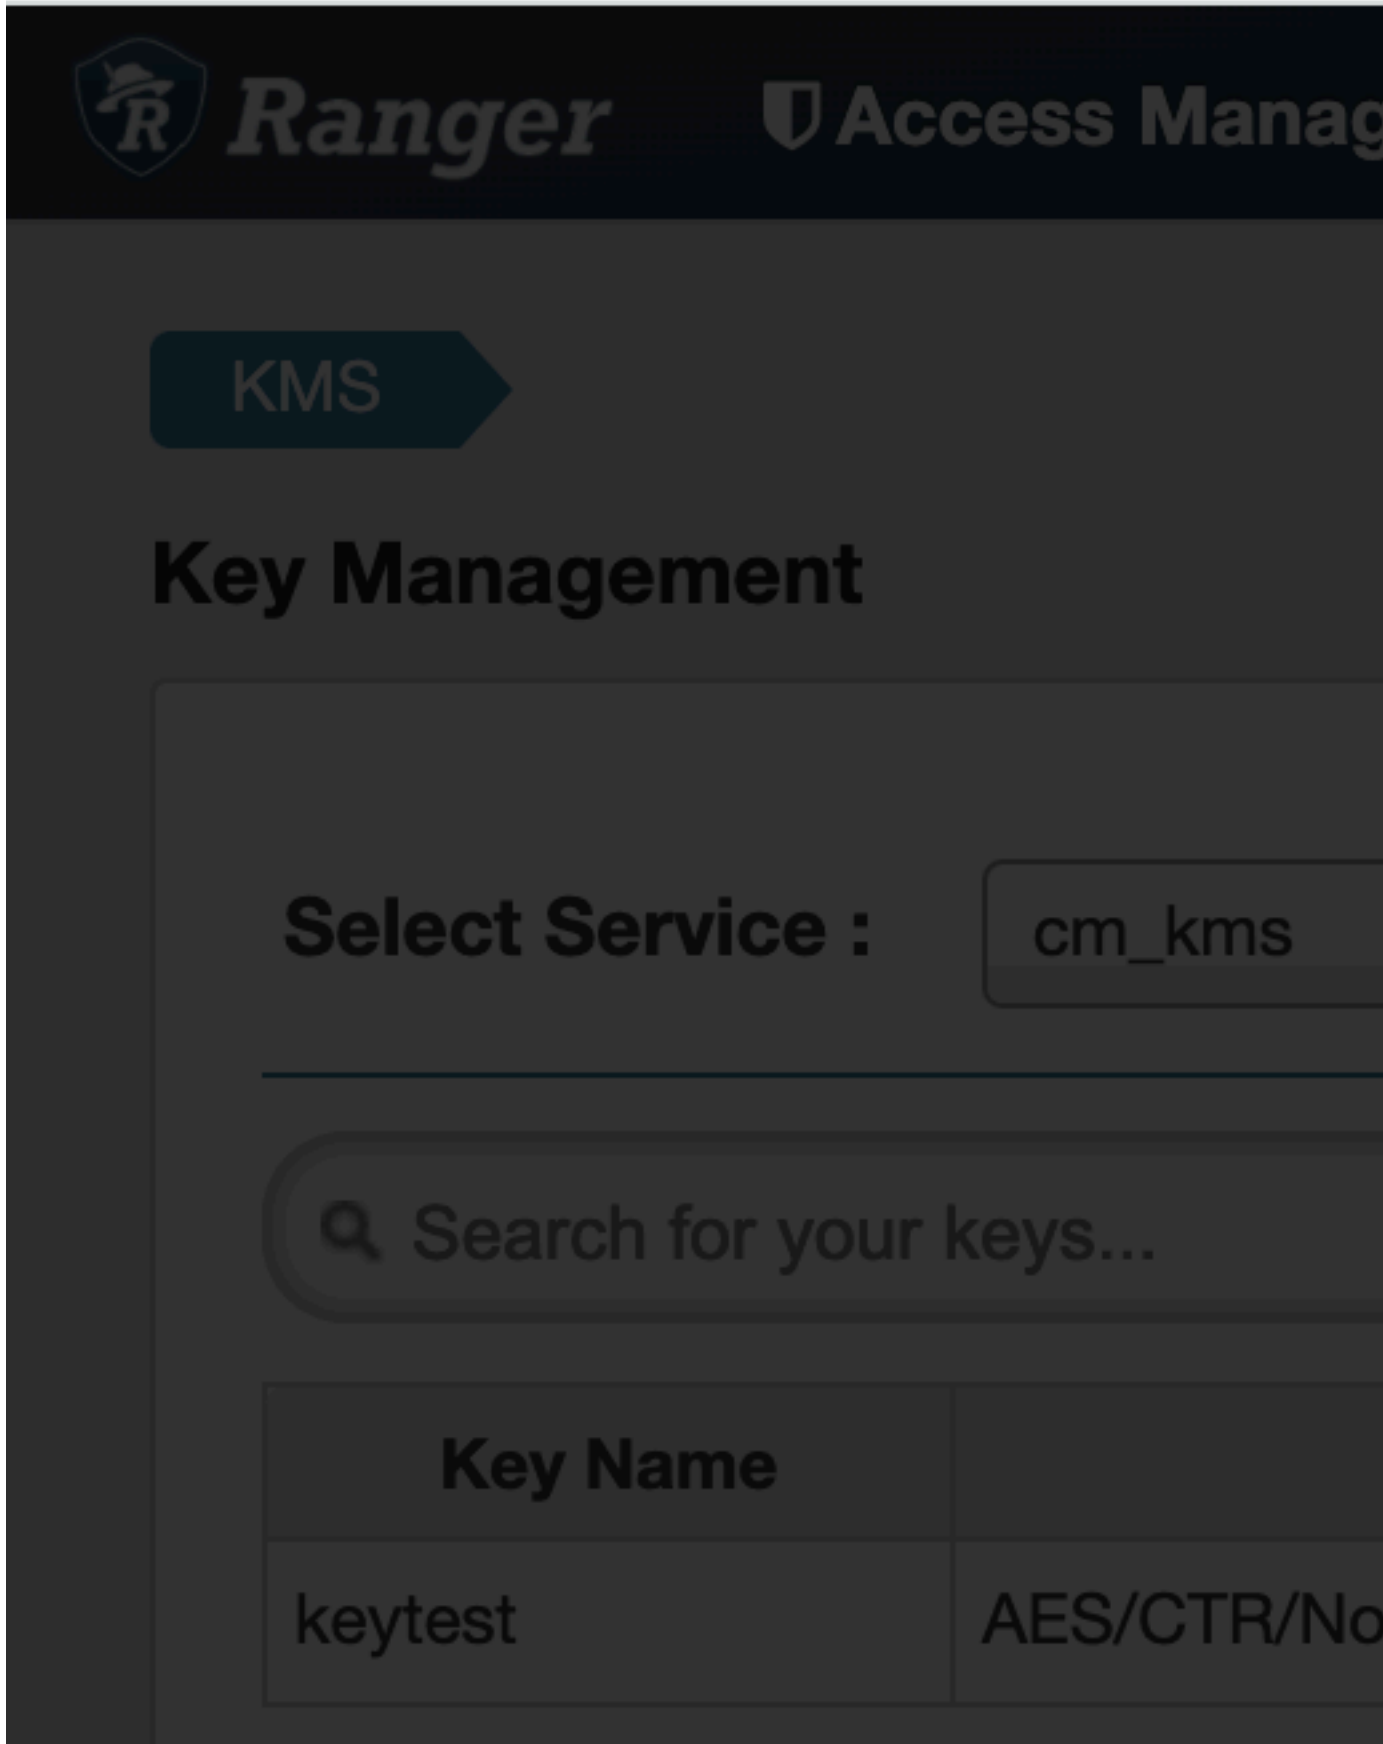 R Ranger Access Manag
KMS
Key Management
Select Service : cm_kms
Search for your keys...
Key Name
keytest AES/CTR/No